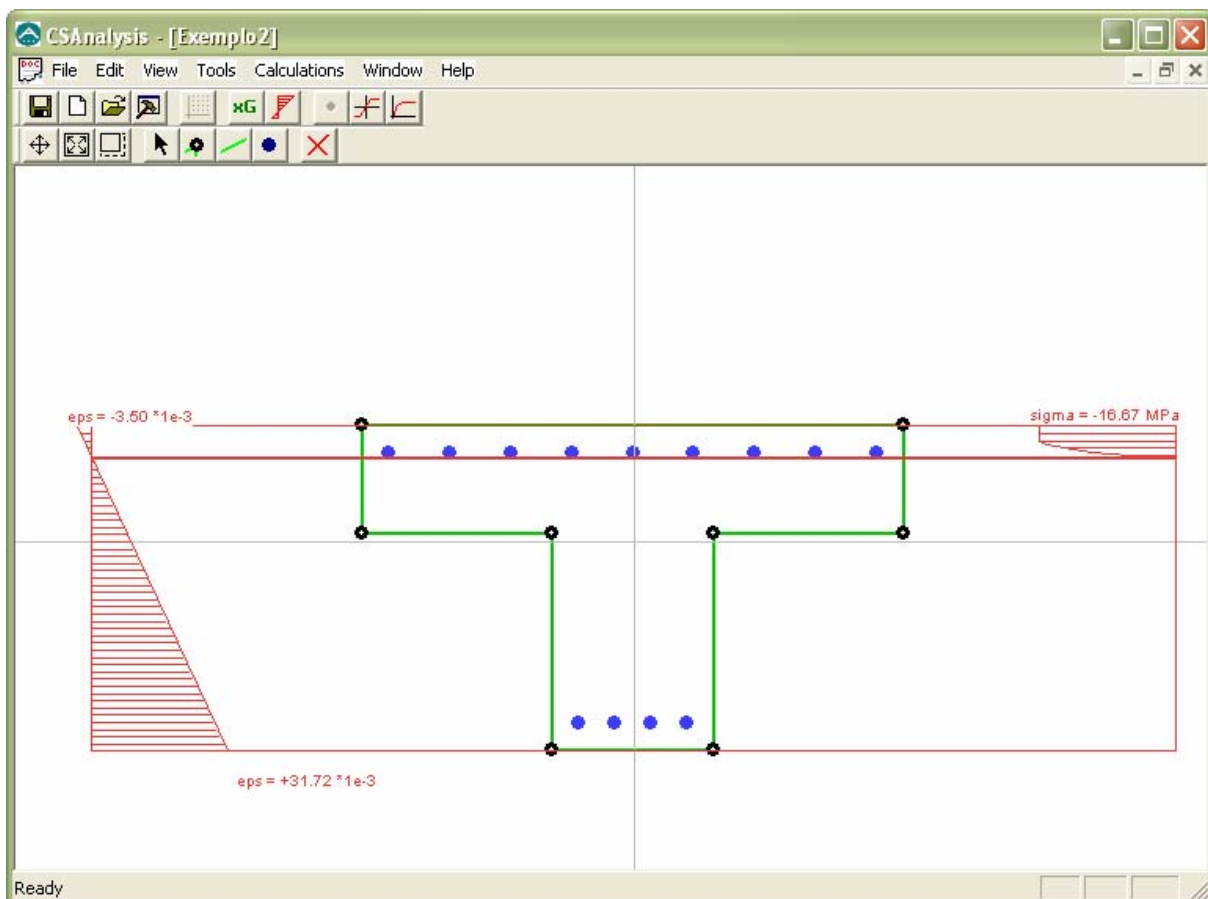 CSAnalysis - [Exemplo2]
DOC File Edit View Tools Calculations Window Help
xG
eps = -3.50 *1e-3
sigma = -16.67 MPa
eps = +31.72 *1e-3
Ready